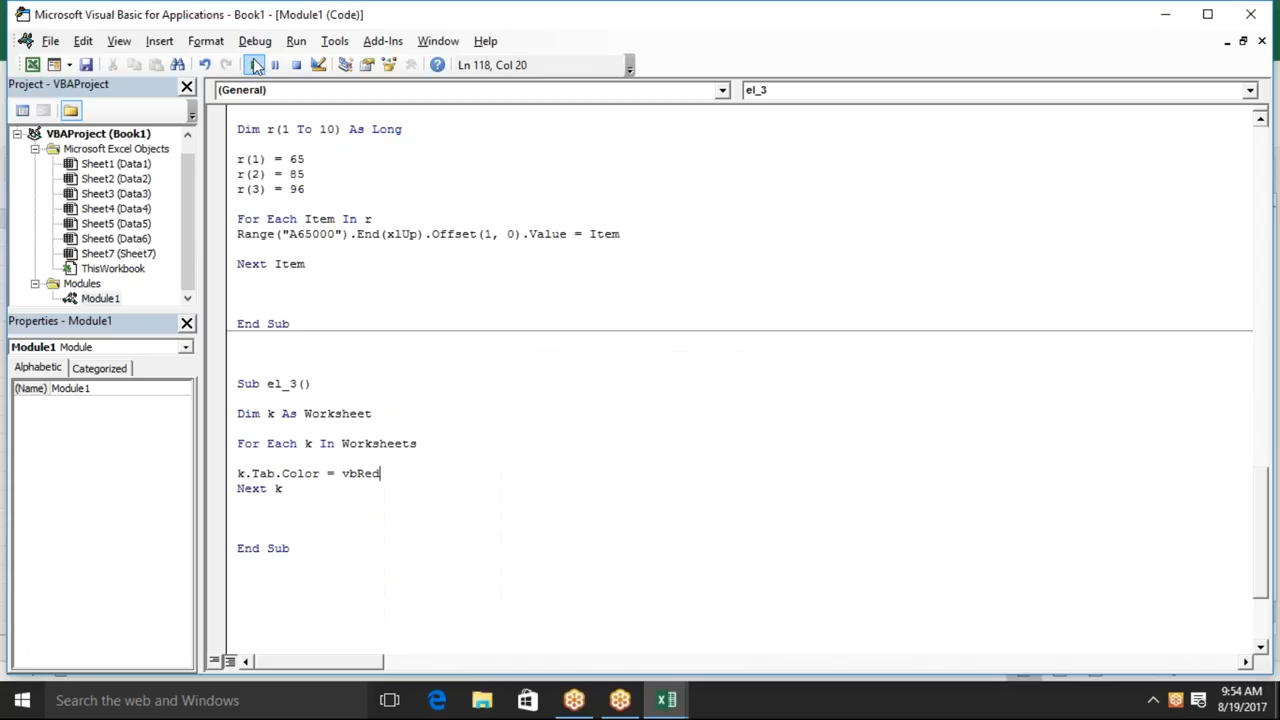 Microsoft Visual Basic for Applications - Book1 - [Module1 (Code)]
File Edit View Insert Format Debug Run Tools Add-Ins Window Help
Ln 118, Col 20
Project - VBAProject
(General)
el_3
VBAProject (Book1)
Microsoft Excel Objects
Sheet1 (Data1)
Sheet2 (Data2)
Sheet3 (Data3)
Sheet4 (Data4)
Sheet5 (Data5)
Sheet6 (Data6)
Sheet7 (Sheet7)
ThisWorkbook
Modules
Module1
Properties - Module1
Module1 Module
Alphabetic Categorized
(Name) Module1
Dim r(1 To 10) As Long
r(1) = 65
r(2) = 85
r(3) = 96
For Each Item In r
Range("A65000").End(xlUp).Offset(1, 0).Value = Item
Next Item
End Sub
Sub el_3()
Dim k As Worksheet
For Each k In Worksheets
k.Tab.Color = vbRed
Next k
End Sub
Search the web and Windows
9:54 AM
8/19/2017